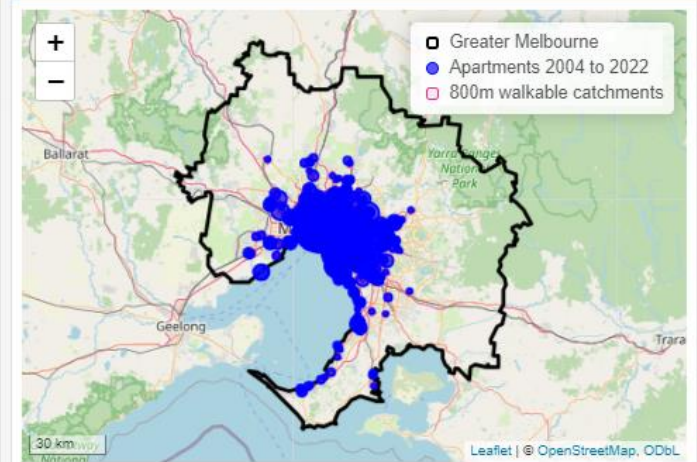 +
−
Greater Melbourne
Apartments 2004 to 2022
800m walkable catchments
Ballarat
Yarra Ranges
National
Park
M
Geelong
Trara
30 km
National
Leaflet | © OpenStreetMap, ODbL